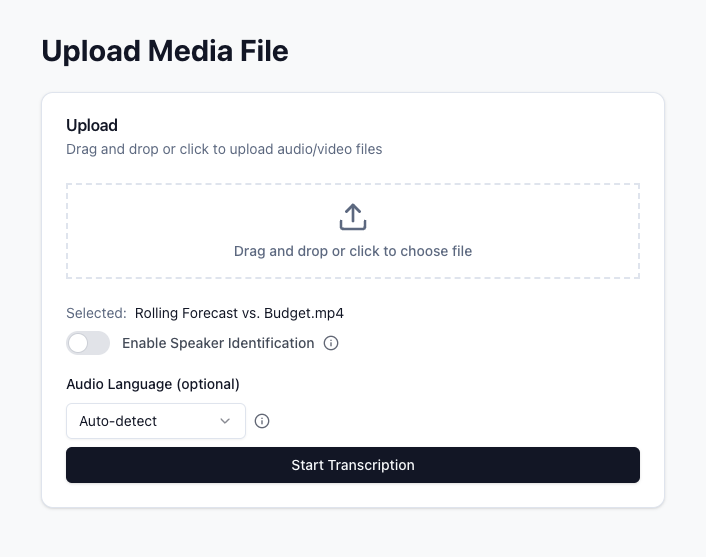 Upload Media File
Upload
Drag and drop or click to upload audio/video files
Drag and drop or click to choose file
Selected: Rolling Forecast vs. Budget.mp4
Enable Speaker Identification
Audio Language (optional)
Auto-detect
Start Transcription